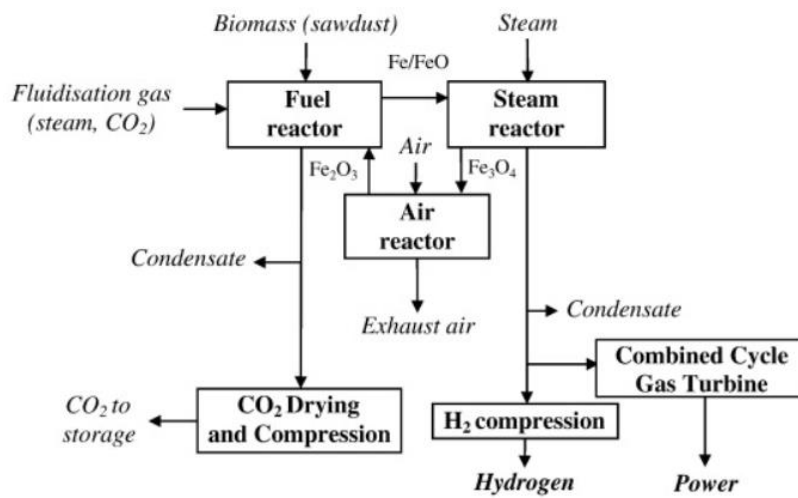 Biomass (sawdust)
Steam
Fe/FeO
Fluidisation gas
(steam, CO₂)
Fuel
reactor
Steam
reactor
Air
Fe₂O₃
Fe₃O₄
Air
reactor
Condensate
Exhaust air
Condensate
Combined Cycle
Gas Turbine
CO₂ to
storage
CO₂ Drying
and Compression
H₂ compression
Hydrogen
Power